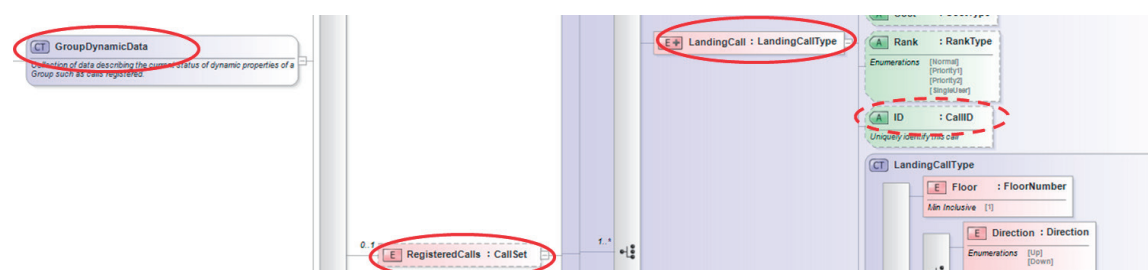 CT GroupDynamicData
Collection of data describing the current status of dynamic properties of a
Group such as calls registered.
0..1
E RegisteredCalls : CallSet
1..*
E LandingCall : LandingCallType
A
A Rank : RankType
Enumerations [Normal]
[Priority1]
[Priority2]
[SingleUser]
A ID : CallID
Uniquely identify this call
CT LandingCallType
E Floor : FloorNumber
Min Inclusive [1]
E Direction : Direction
Enumerations [Up]
[Down]